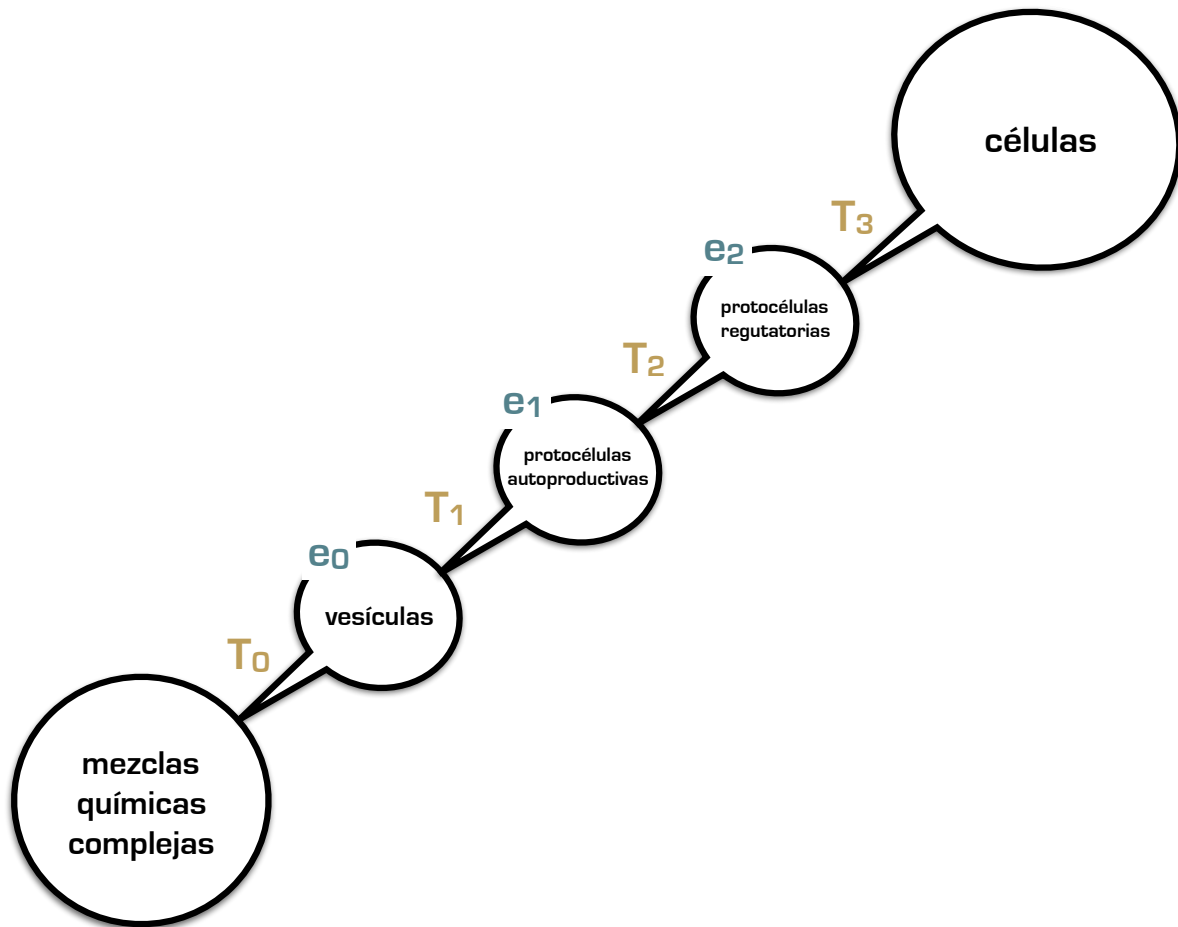 células
T3
e2
protocélulas
regutatorias
T2
e1
protocélulas
autoproductivas
T1
e0
vesículas
T0
mezclas
químicas
complejas